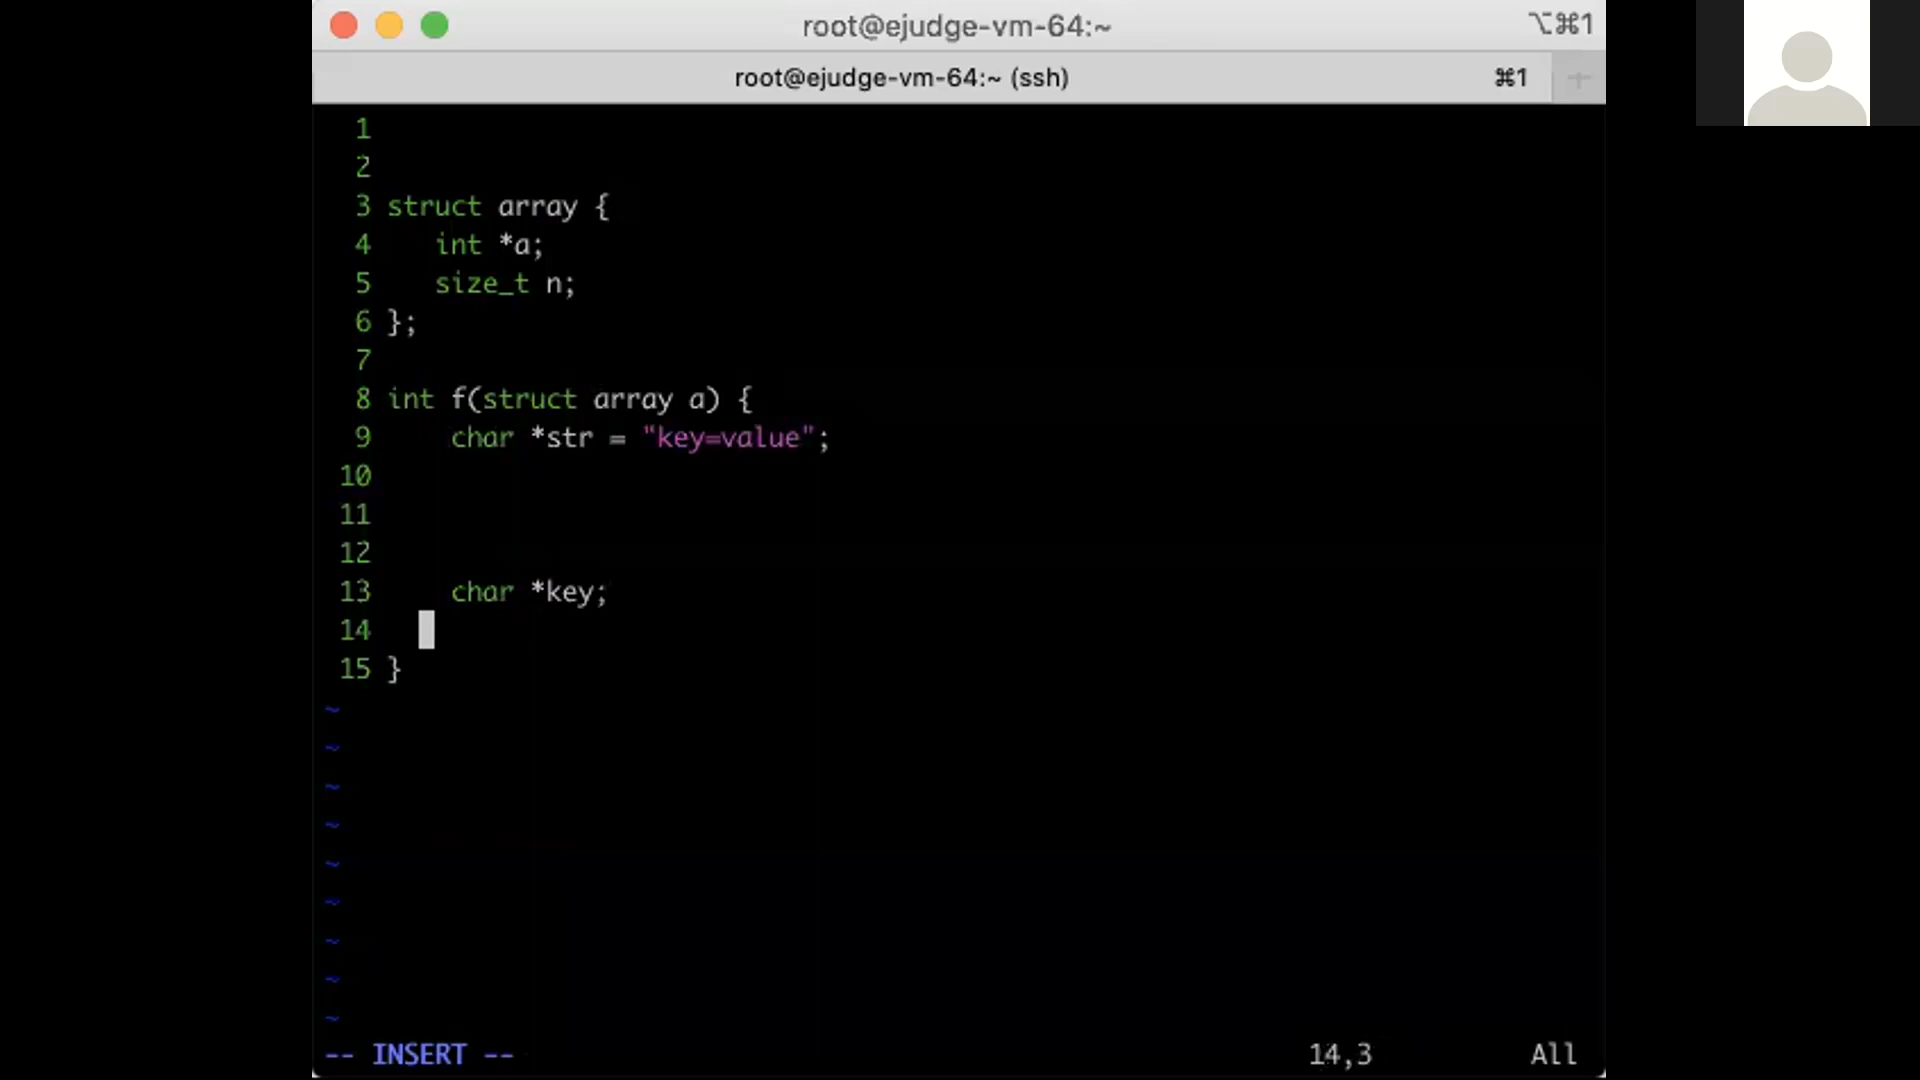 root@ejudge-vm-64:~
⌥⌘1
root@ejudge-vm-64:~ (ssh)
⌘1
+
1
2
3 struct array {
4    int *a;
5    size_t n;
6 };
7
8 int f(struct array a) {
9     char *str = "key=value";
10
11
12
13     char *key;
14
15 }
~
~
~
~
~
~
~
~
~
-- INSERT --
14,3
All